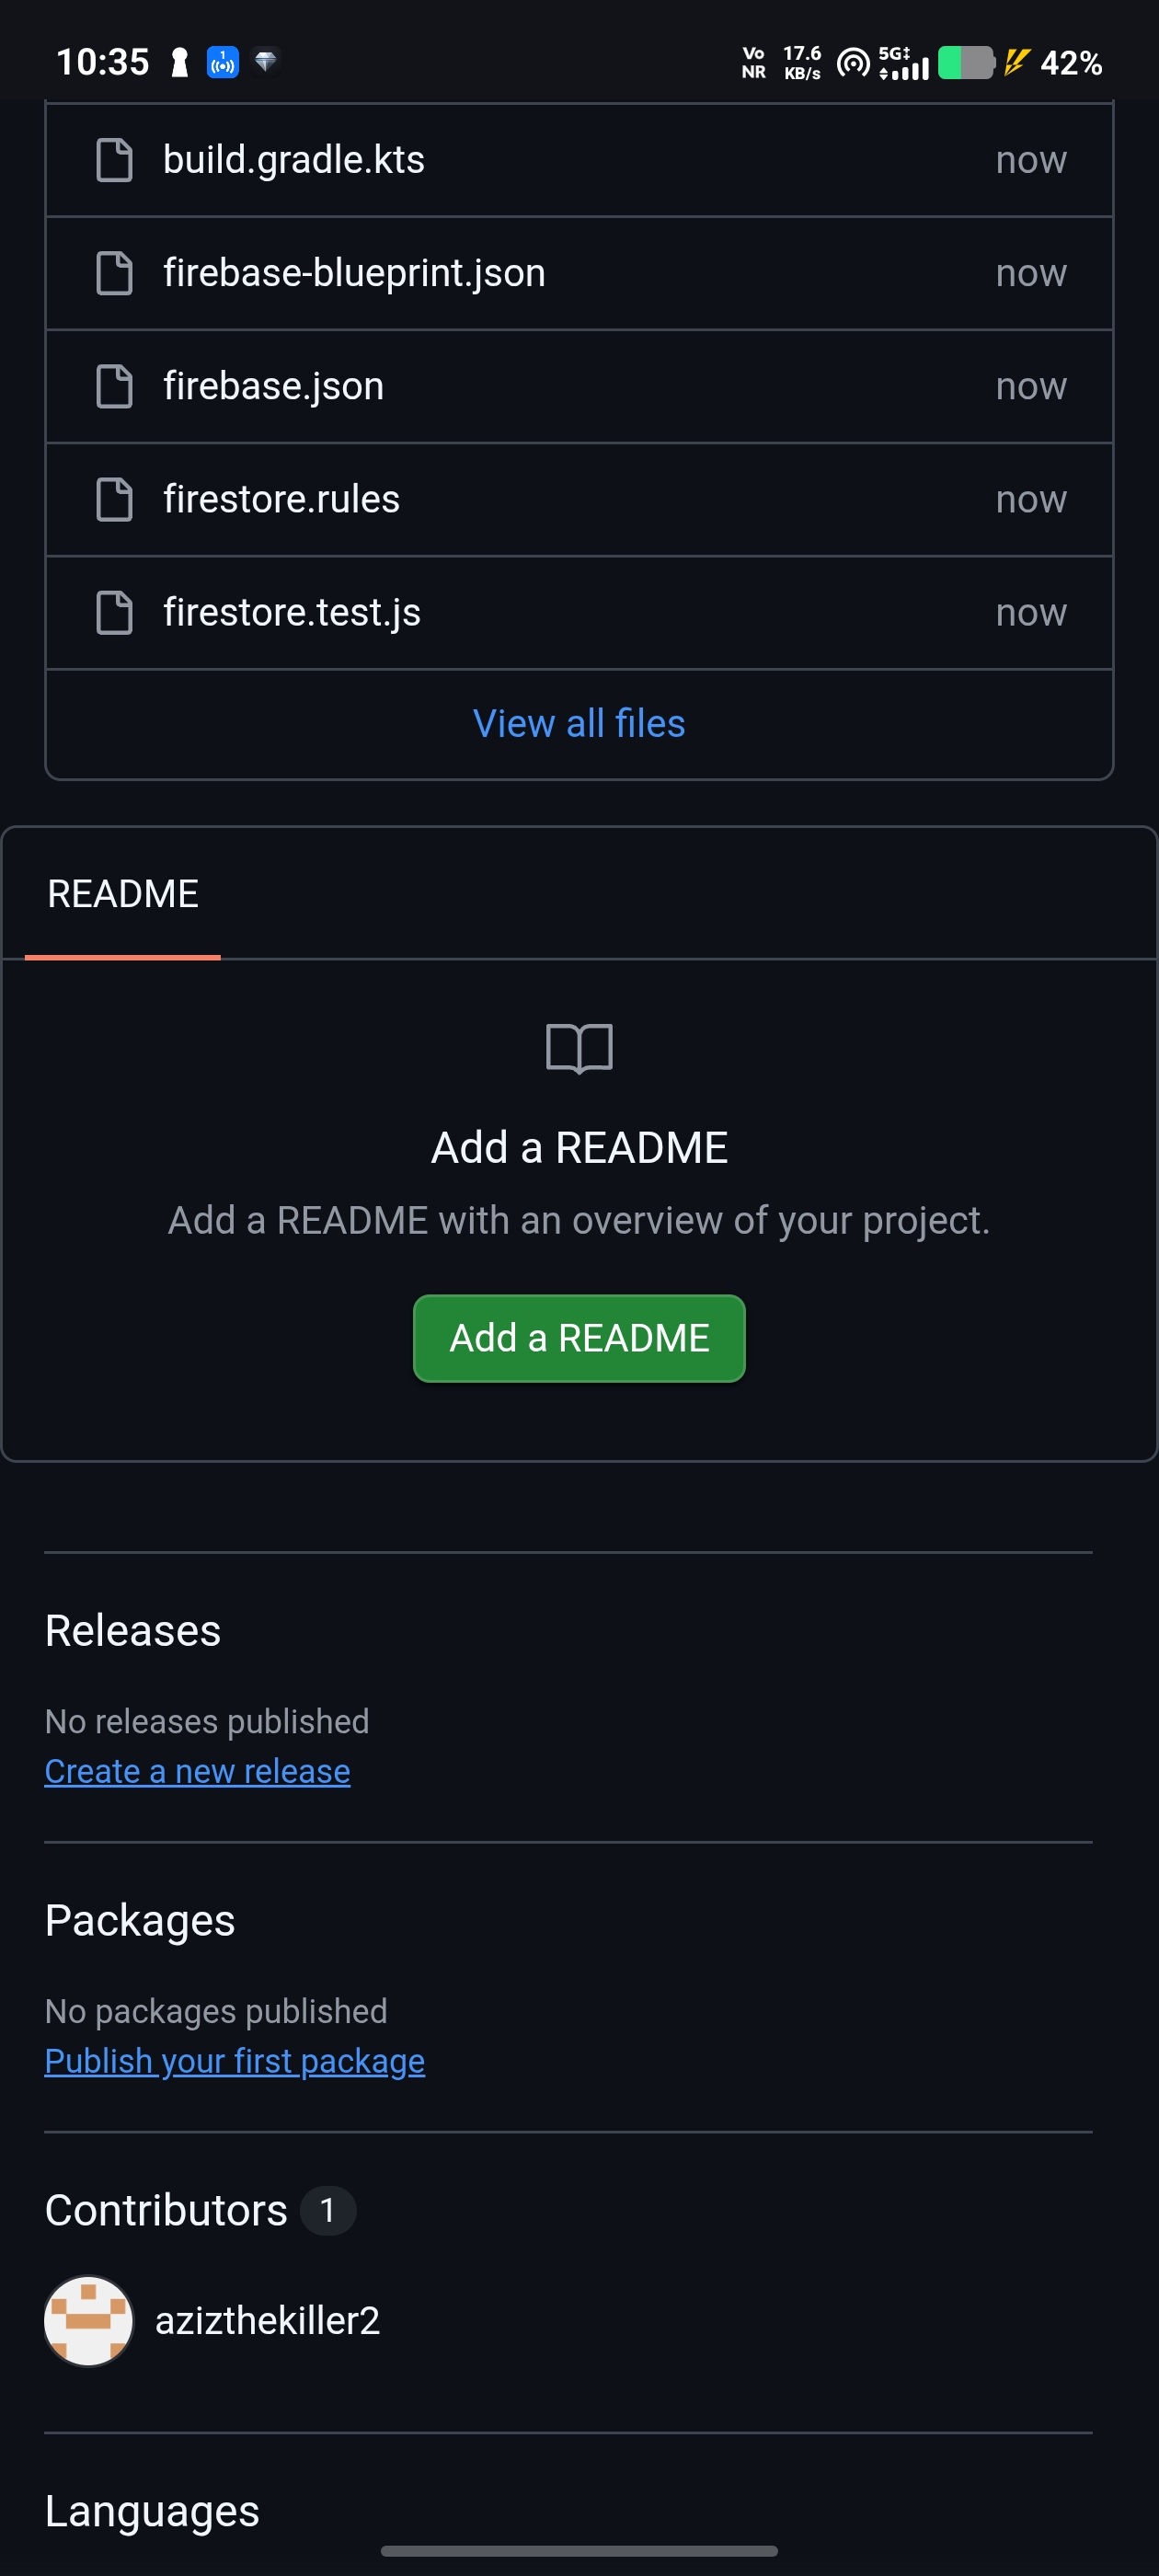 10:35
1
Vo
NR
17.6
KB/s
5G
42%
build.gradle.kts now
firebase-blueprint.json now
firebase.json now
firestore.rules now
firestore.test.js now
View all files
README
Add a README
Add a README with an overview of your project.
Add a README
Releases
No releases published
Create a new release
Packages
No packages published
Publish your first package
Contributors 1
azizthekiller2
Languages